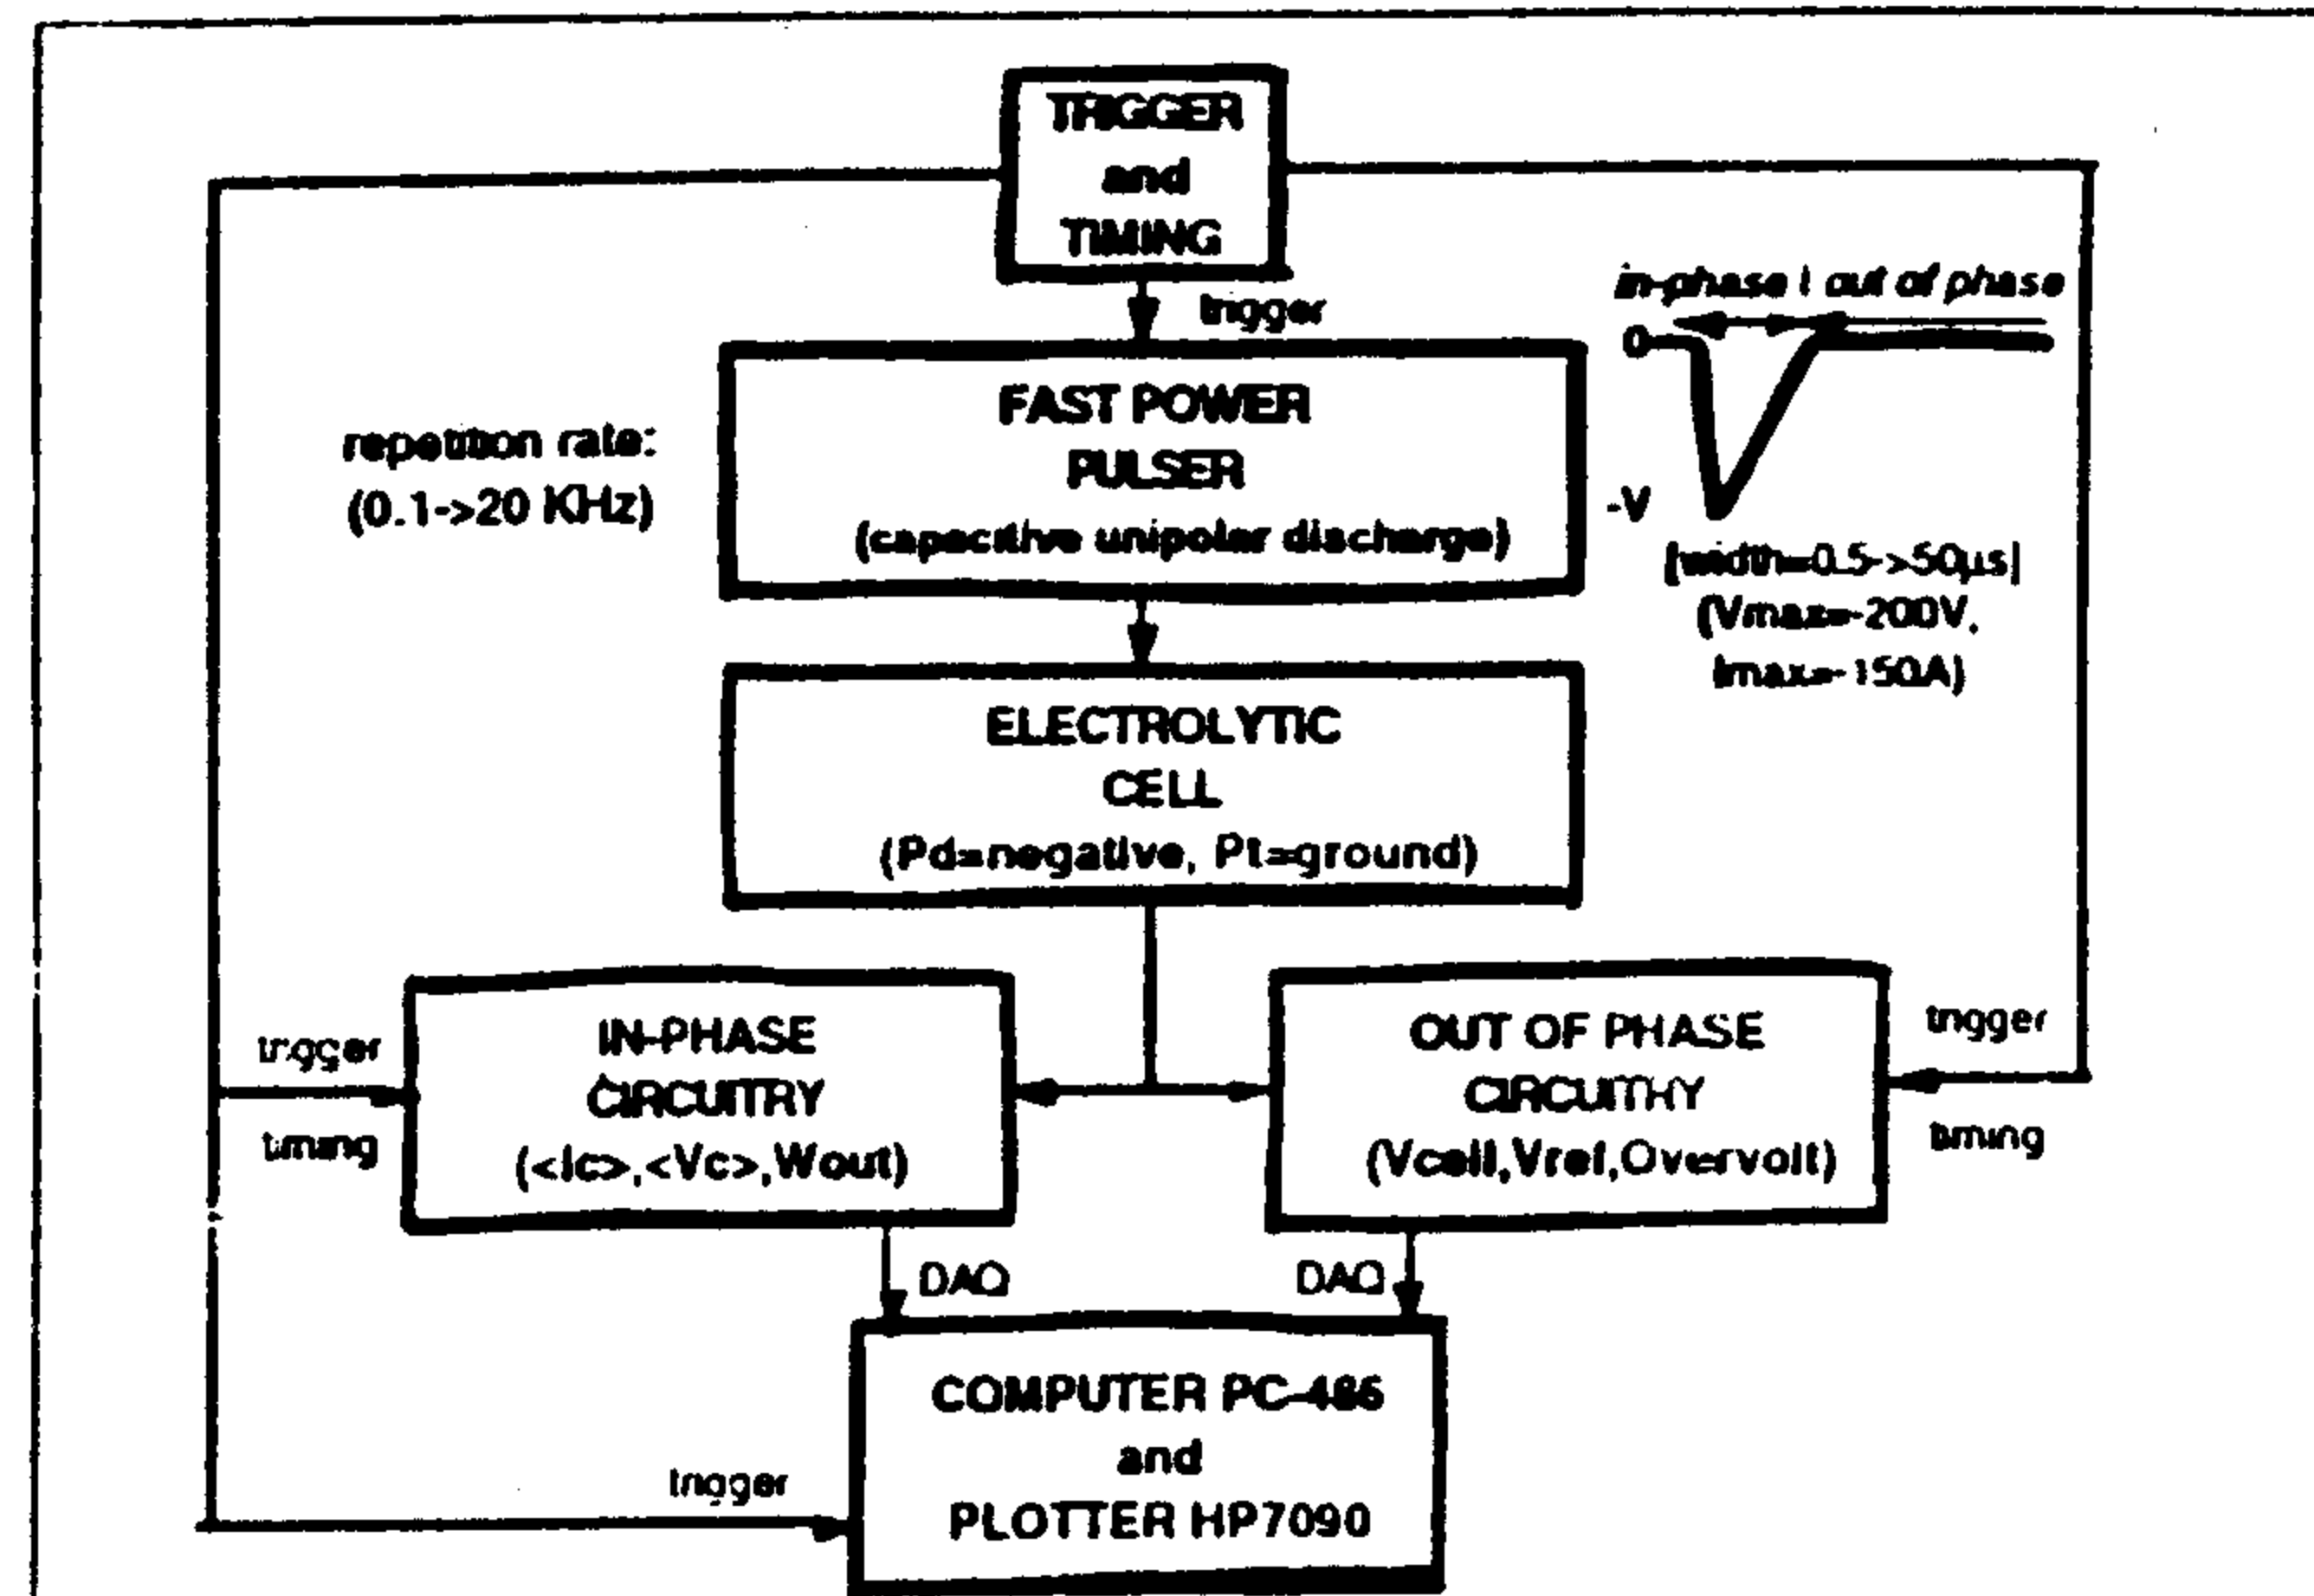 TRIGGER
and
TIMING
trigger
in-phase | out of phase
0
FAST POWER
PULSER
(capacitive unipolar discharge)
repetition rate:
(0.1->20 KHz)
-V
[width=0.5->50µs]
(Vmax=-200V,
Imax=-150A)
ELECTROLYTIC
CELL
(Pd=negative, Pt=ground)
trigger
timing
IN-PHASE
CIRCUITRY
(<Ic>,<Vc>,Wout)
OUT OF PHASE
CIRCUITRY
(Vcell,Vref,Overvolt)
trigger
timing
DAQ
DAQ
COMPUTER PC-486
and
PLOTTER HP7090
trigger